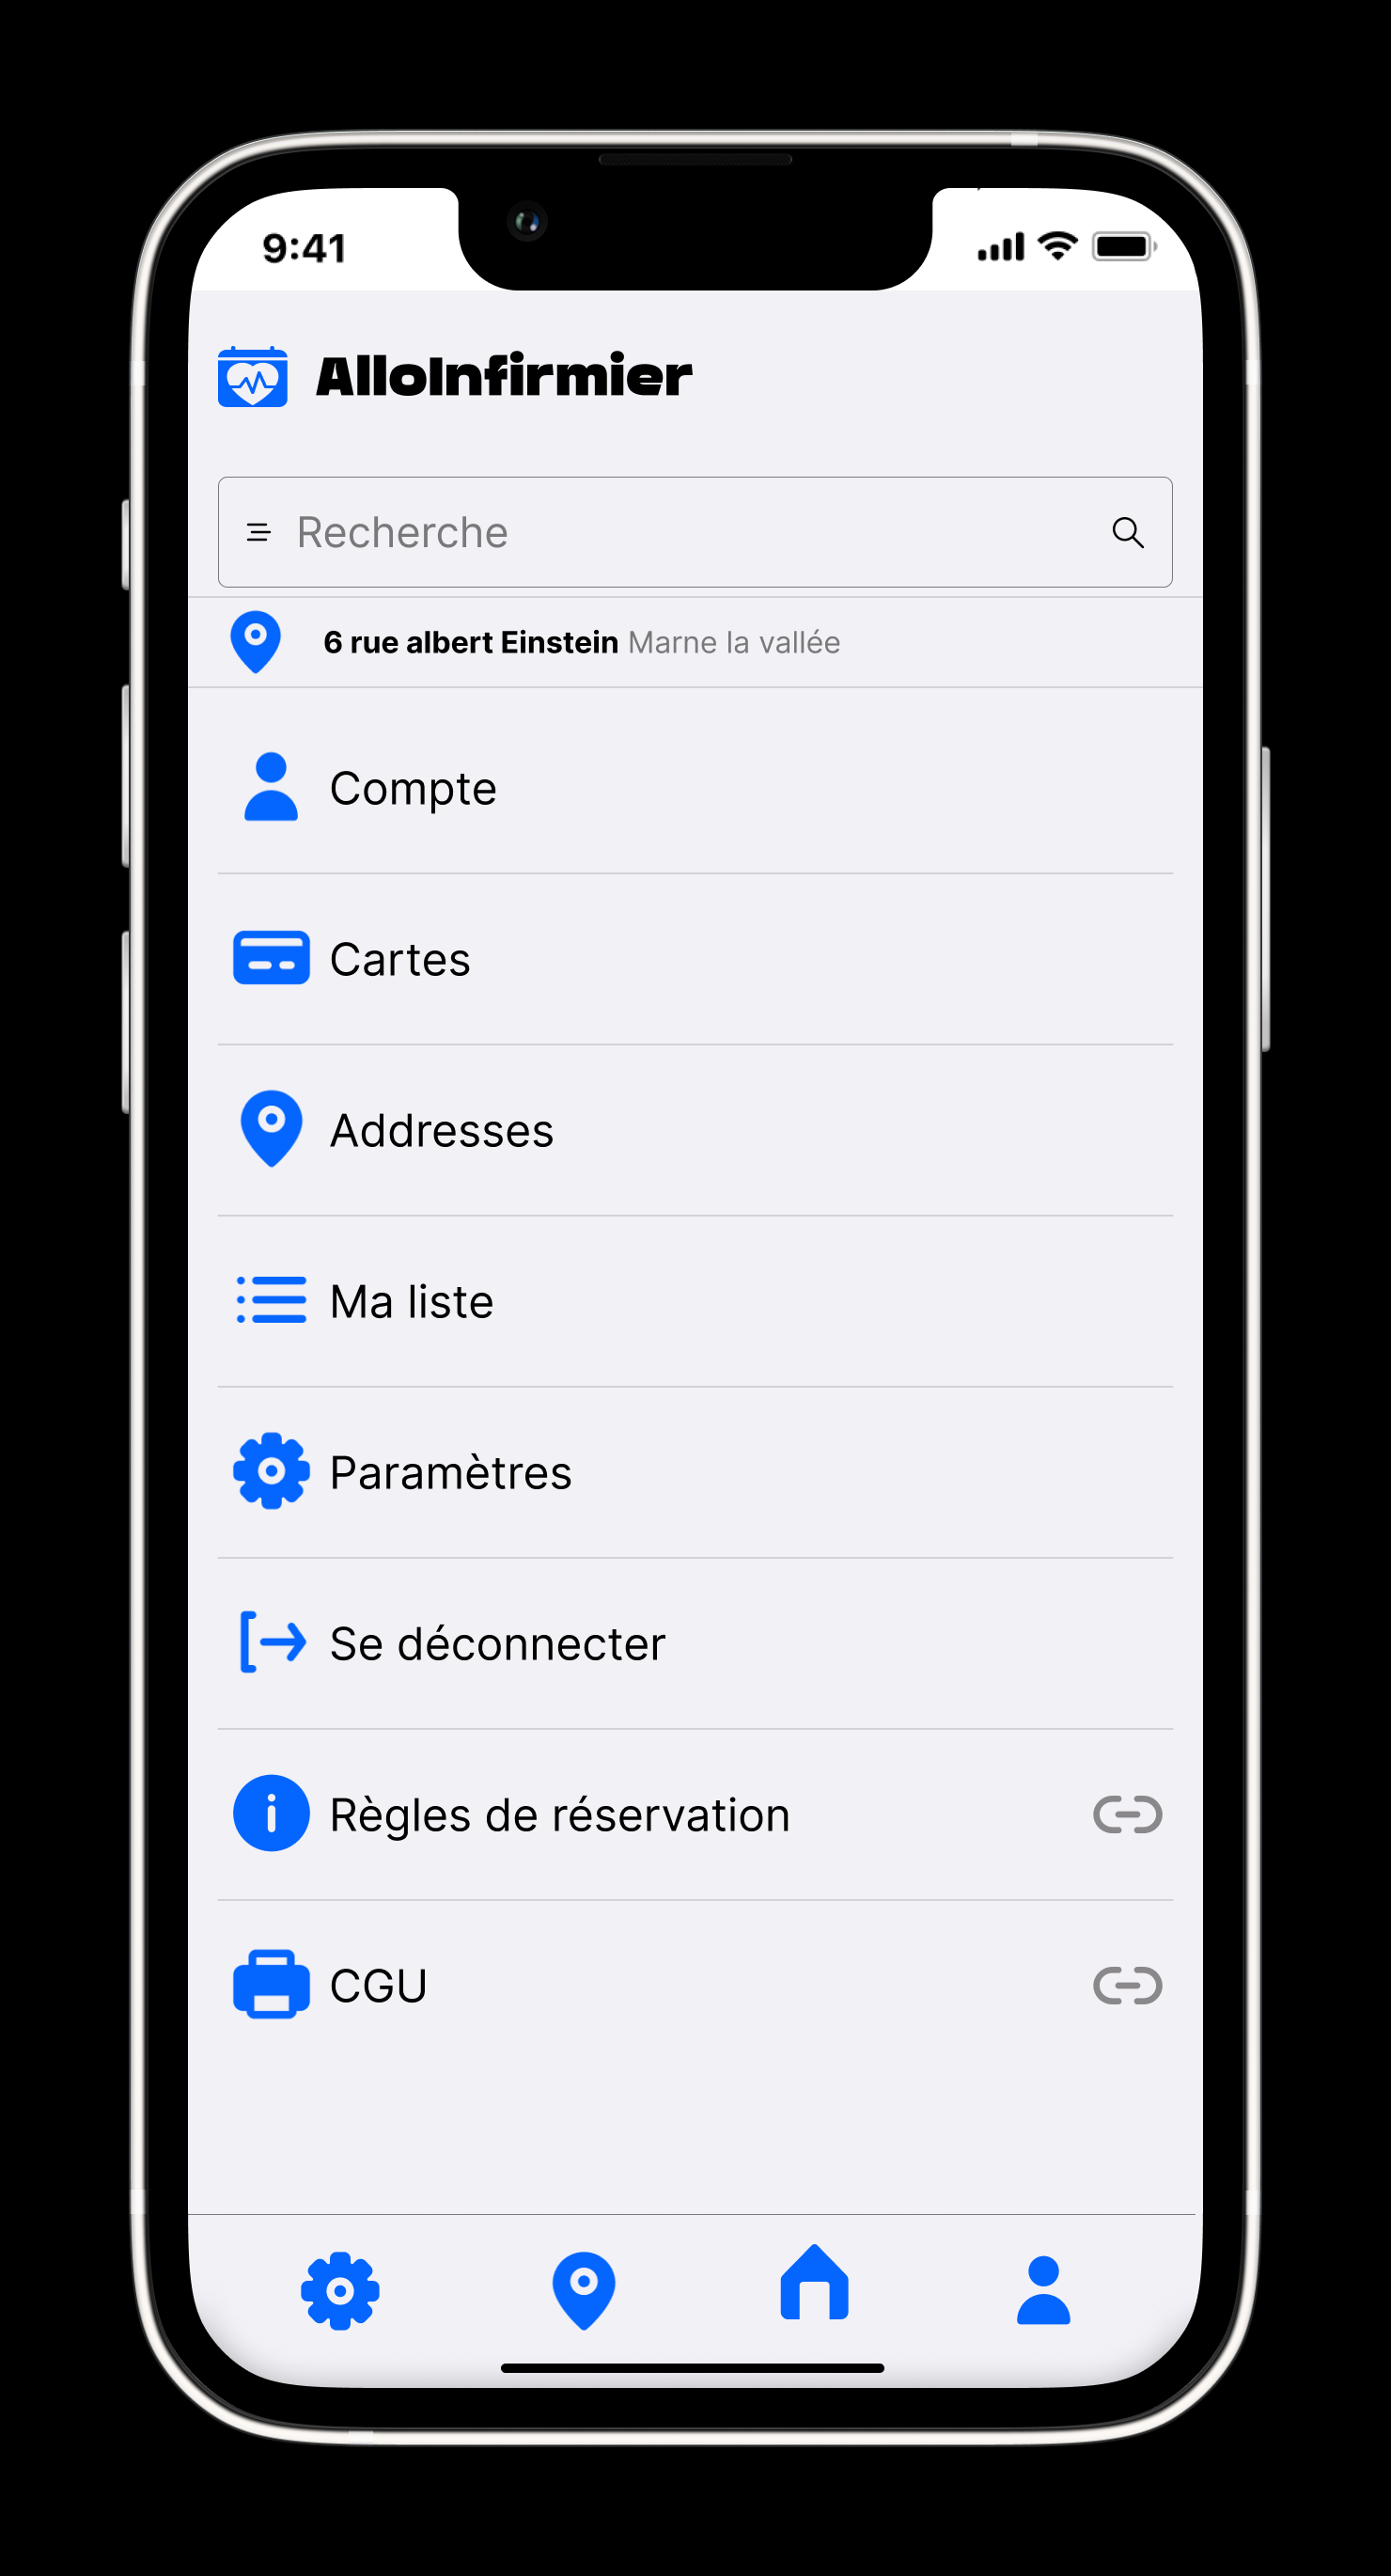 9:41
AlloInfirmier
Recherche
6 rue albert Einstein Marne la vallée
Compte
Cartes
Addresses
Ma liste
Paramètres
Se déconnecter
Règles de réservation
CGU